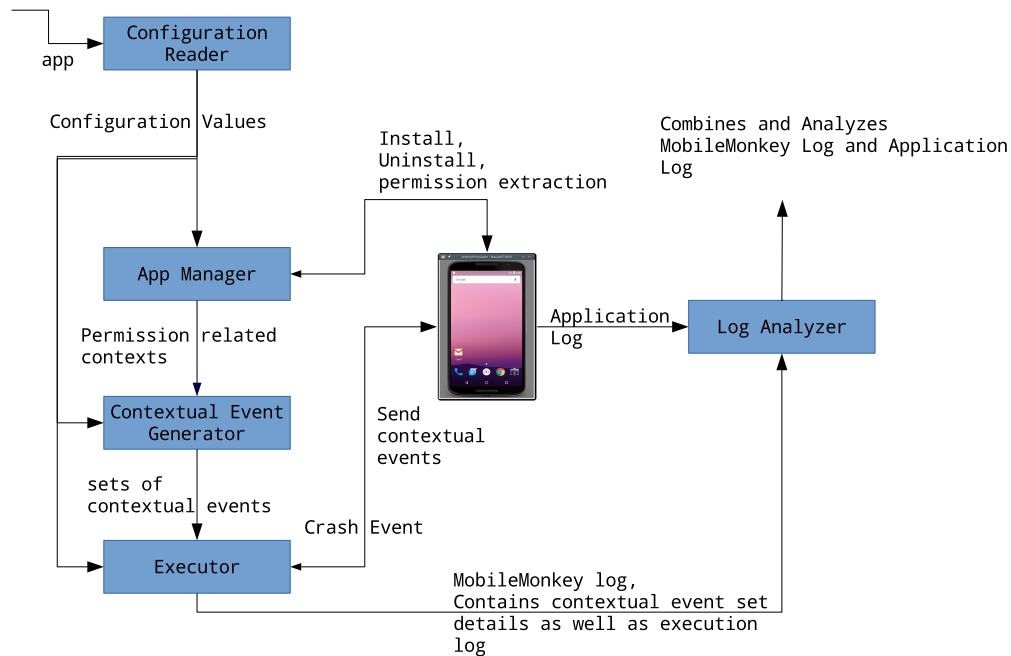 Configuration
Reader
app
Configuration Values
Install,
Uninstall,
permission extraction
Combines and Analyzes
MobileMonkey Log and Application
Log
App Manager
Permission related
contexts
Application
Log
Log Analyzer
Contextual Event
Generator
Send
contextual
events
sets of
contextual events
Crash Event
Executor
MobileMonkey log,
Contains contextual event set
details as well as execution
log